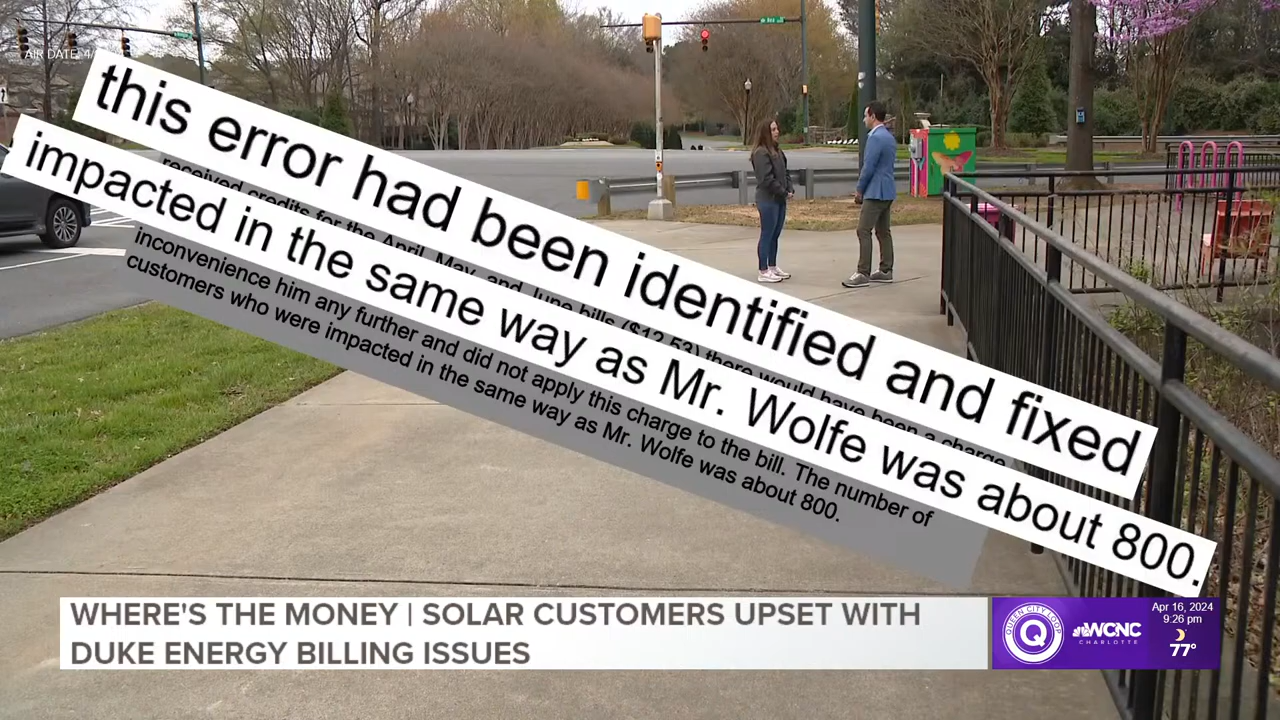 AIR DATE: 4/
this error had been identified and fixed
received credits for the April, May, and June bills ($12.53) there would have been a charge
impacted in the same way as Mr. Wolfe was about 800.
inconvenience him any further and did not apply this charge to the bill. The number of
customers who were impacted in the same way as Mr. Wolfe was about 800.
WHERE'S THE MONEY | SOLAR CUSTOMERS UPSET WITH
DUKE ENERGY BILLING ISSUES
QUEEN CITY LOOP
Q
WCNC
CHARLOTTE
Apr 16, 2024
9:26 pm
77°